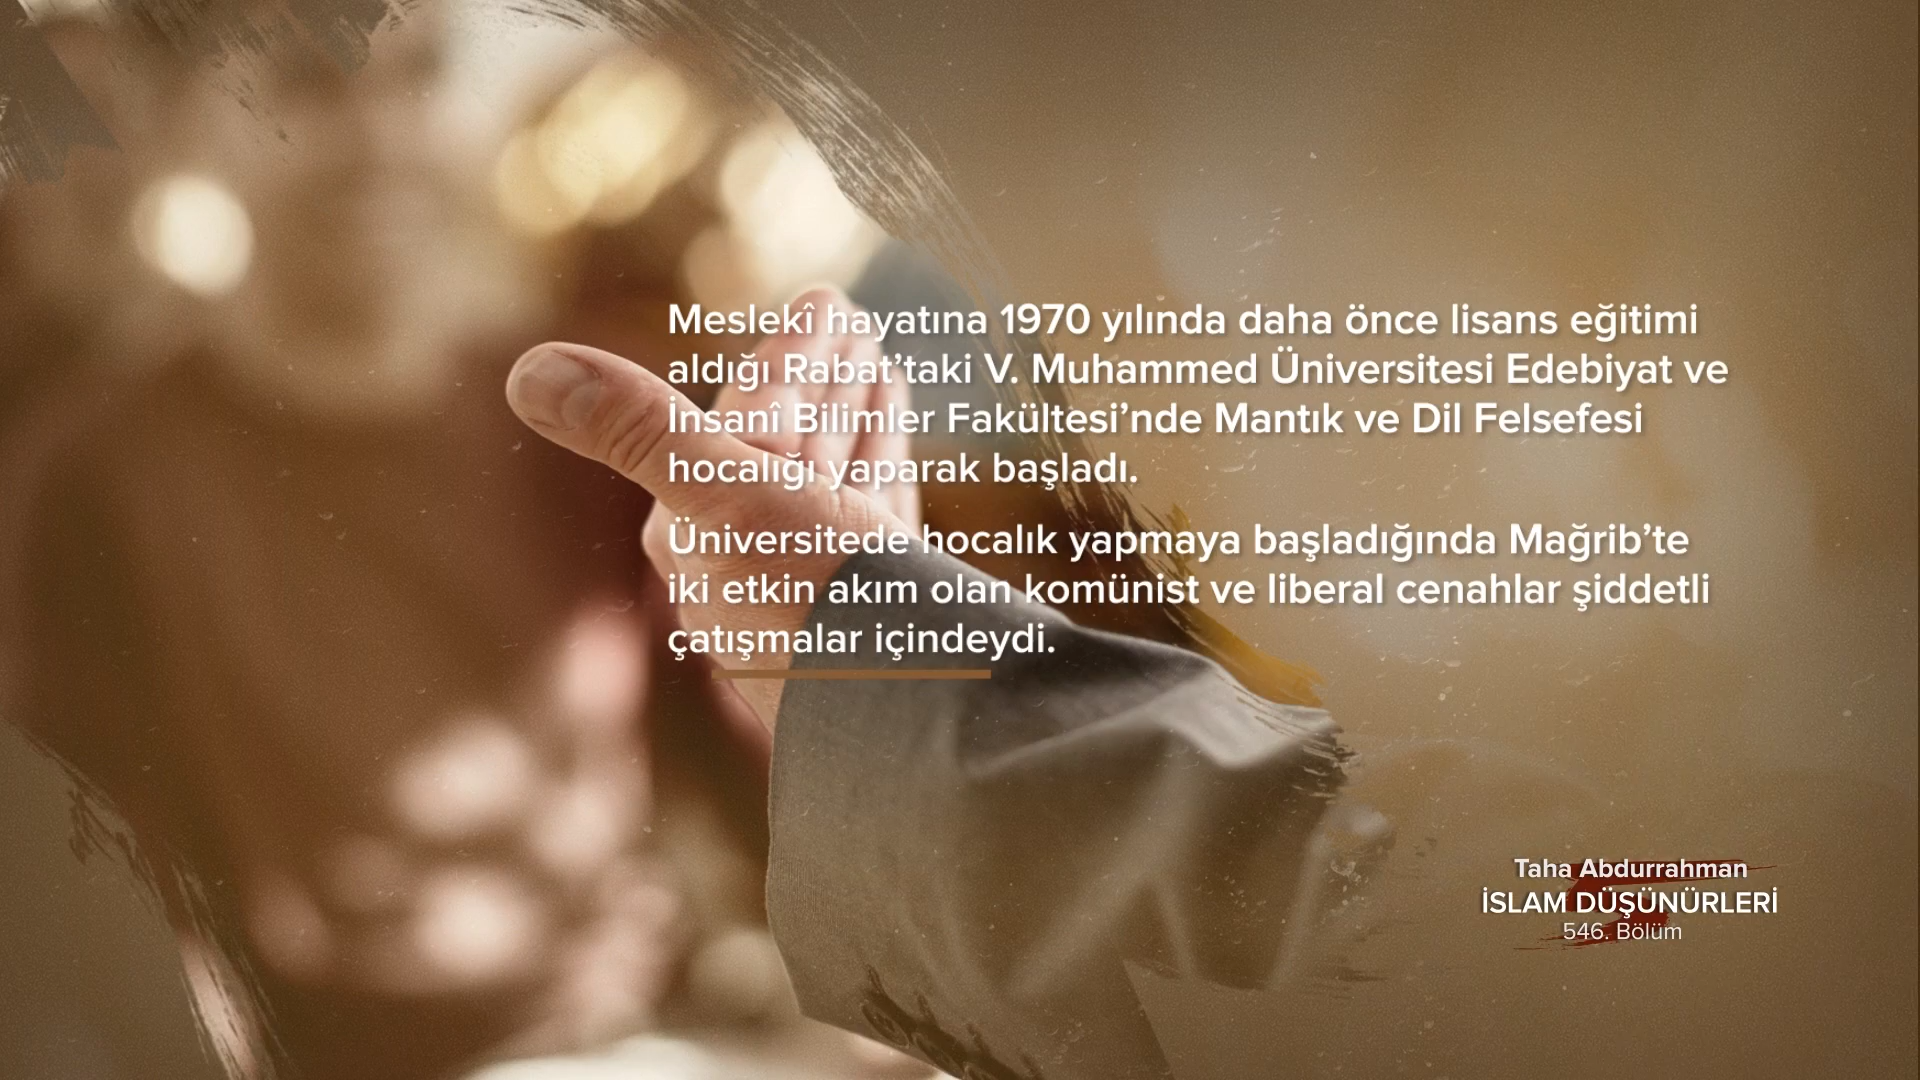 Meslekî hayatına 1970 yılında daha önce lisans eğitimi
aldığı Rabat’taki V. Muhammed Üniversitesi Edebiyat ve
İnsanî Bilimler Fakültesi’nde Mantık ve Dil Felsefesi
hocalığı yaparak başladı.
Üniversitede hocalık yapmaya başladığında Mağrib’te
iki etkin akım olan komünist ve liberal cenahlar şiddetli
çatışmalar içindeydi.
Taha Abdurrahman
İSLAM DÜŞÜNÜRLERİ
546. Bölüm